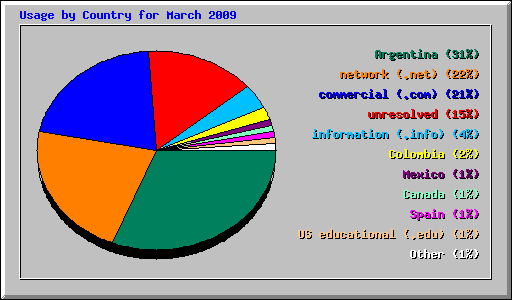 Usage by Country for March 2009
Argentina (31%)
network (.net) (22%)
commercial (.com) (21%)
unresolved (15%)
information (.info) (4%)
Colombia (2%)
Mexico (1%)
Canada (1%)
Spain (1%)
US educational (.edu) (1%)
Other (1%)